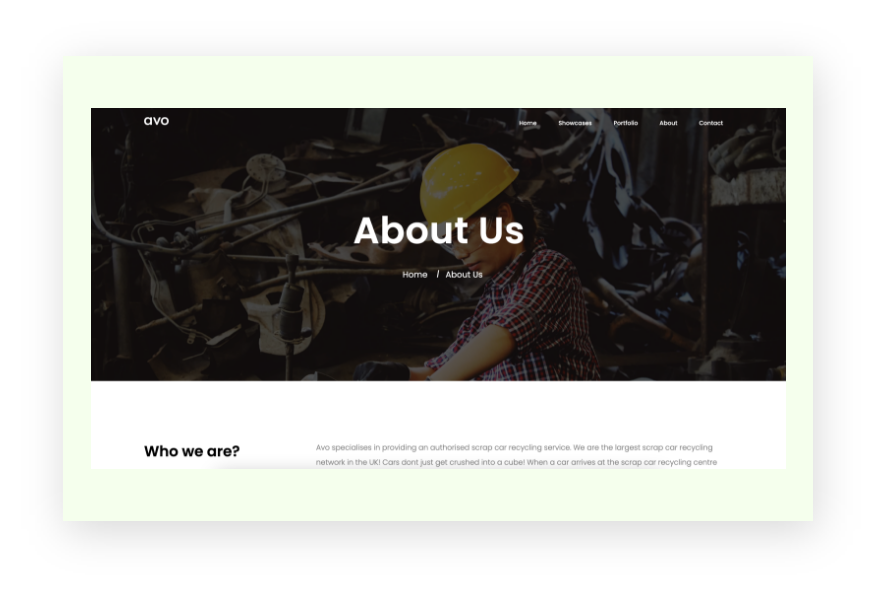 avo
Home Showcases Portfolio About Contact
About Us
Home / About Us
Who we are?
Avo specialises in providing an authorised scrap car recycling service. We are the largest scrap car recycling
network in the UK! Cars dont just get crushed into a cube! When a car arrives at the scrap car recycling centre